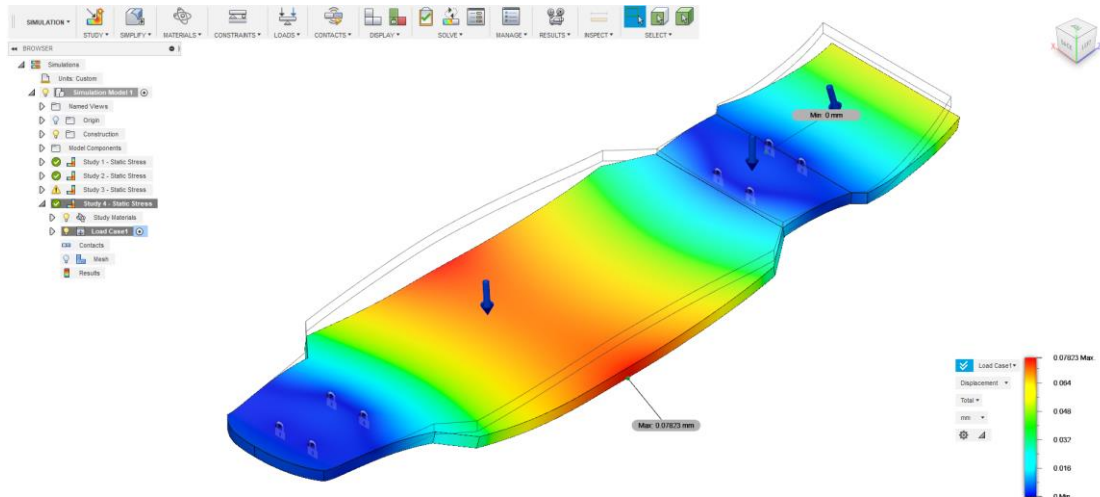 SIMULATION ▾
STUDY ▾
SIMPLIFY ▾
MATERIALS ▾
CONSTRAINTS ▾
LOADS ▾
CONTACTS ▾
DISPLAY ▾
SOLVE ▾
MANAGE ▾
RESULTS ▾
INSPECT ▾
SELECT ▾
BROWSER
Simulations
Units: Custom
Simulation Model 1
Named Views
Origin
Construction
Model Components
Study 1 - Static Stress
Study 2 - Static Stress
Study 3 - Static Stress
Study 4 - Static Stress
Study Materials
Load Case1
Contacts
Mesh
Results
BACK LEFT
X
Min: 0 mm
Max: 0.07823 mm
Load Case1 ▾
Displacement ▾
Total ▾
mm ▾
0.07823 Max.
0.064
0.048
0.032
0.016
0 Min.